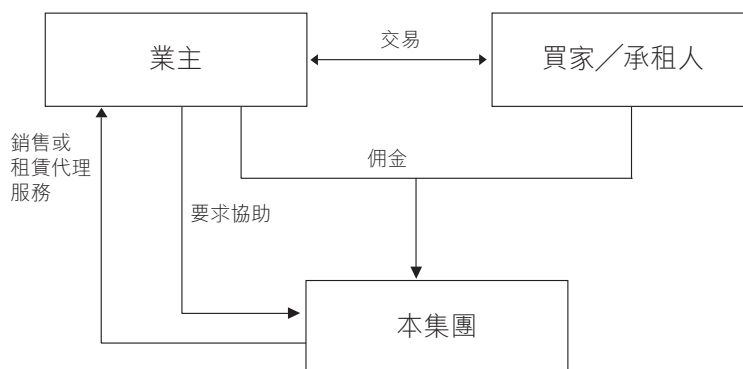 業主
交易
買家／承租人
銷售或
租賃代理
服務
佣金
要求協助
本集團